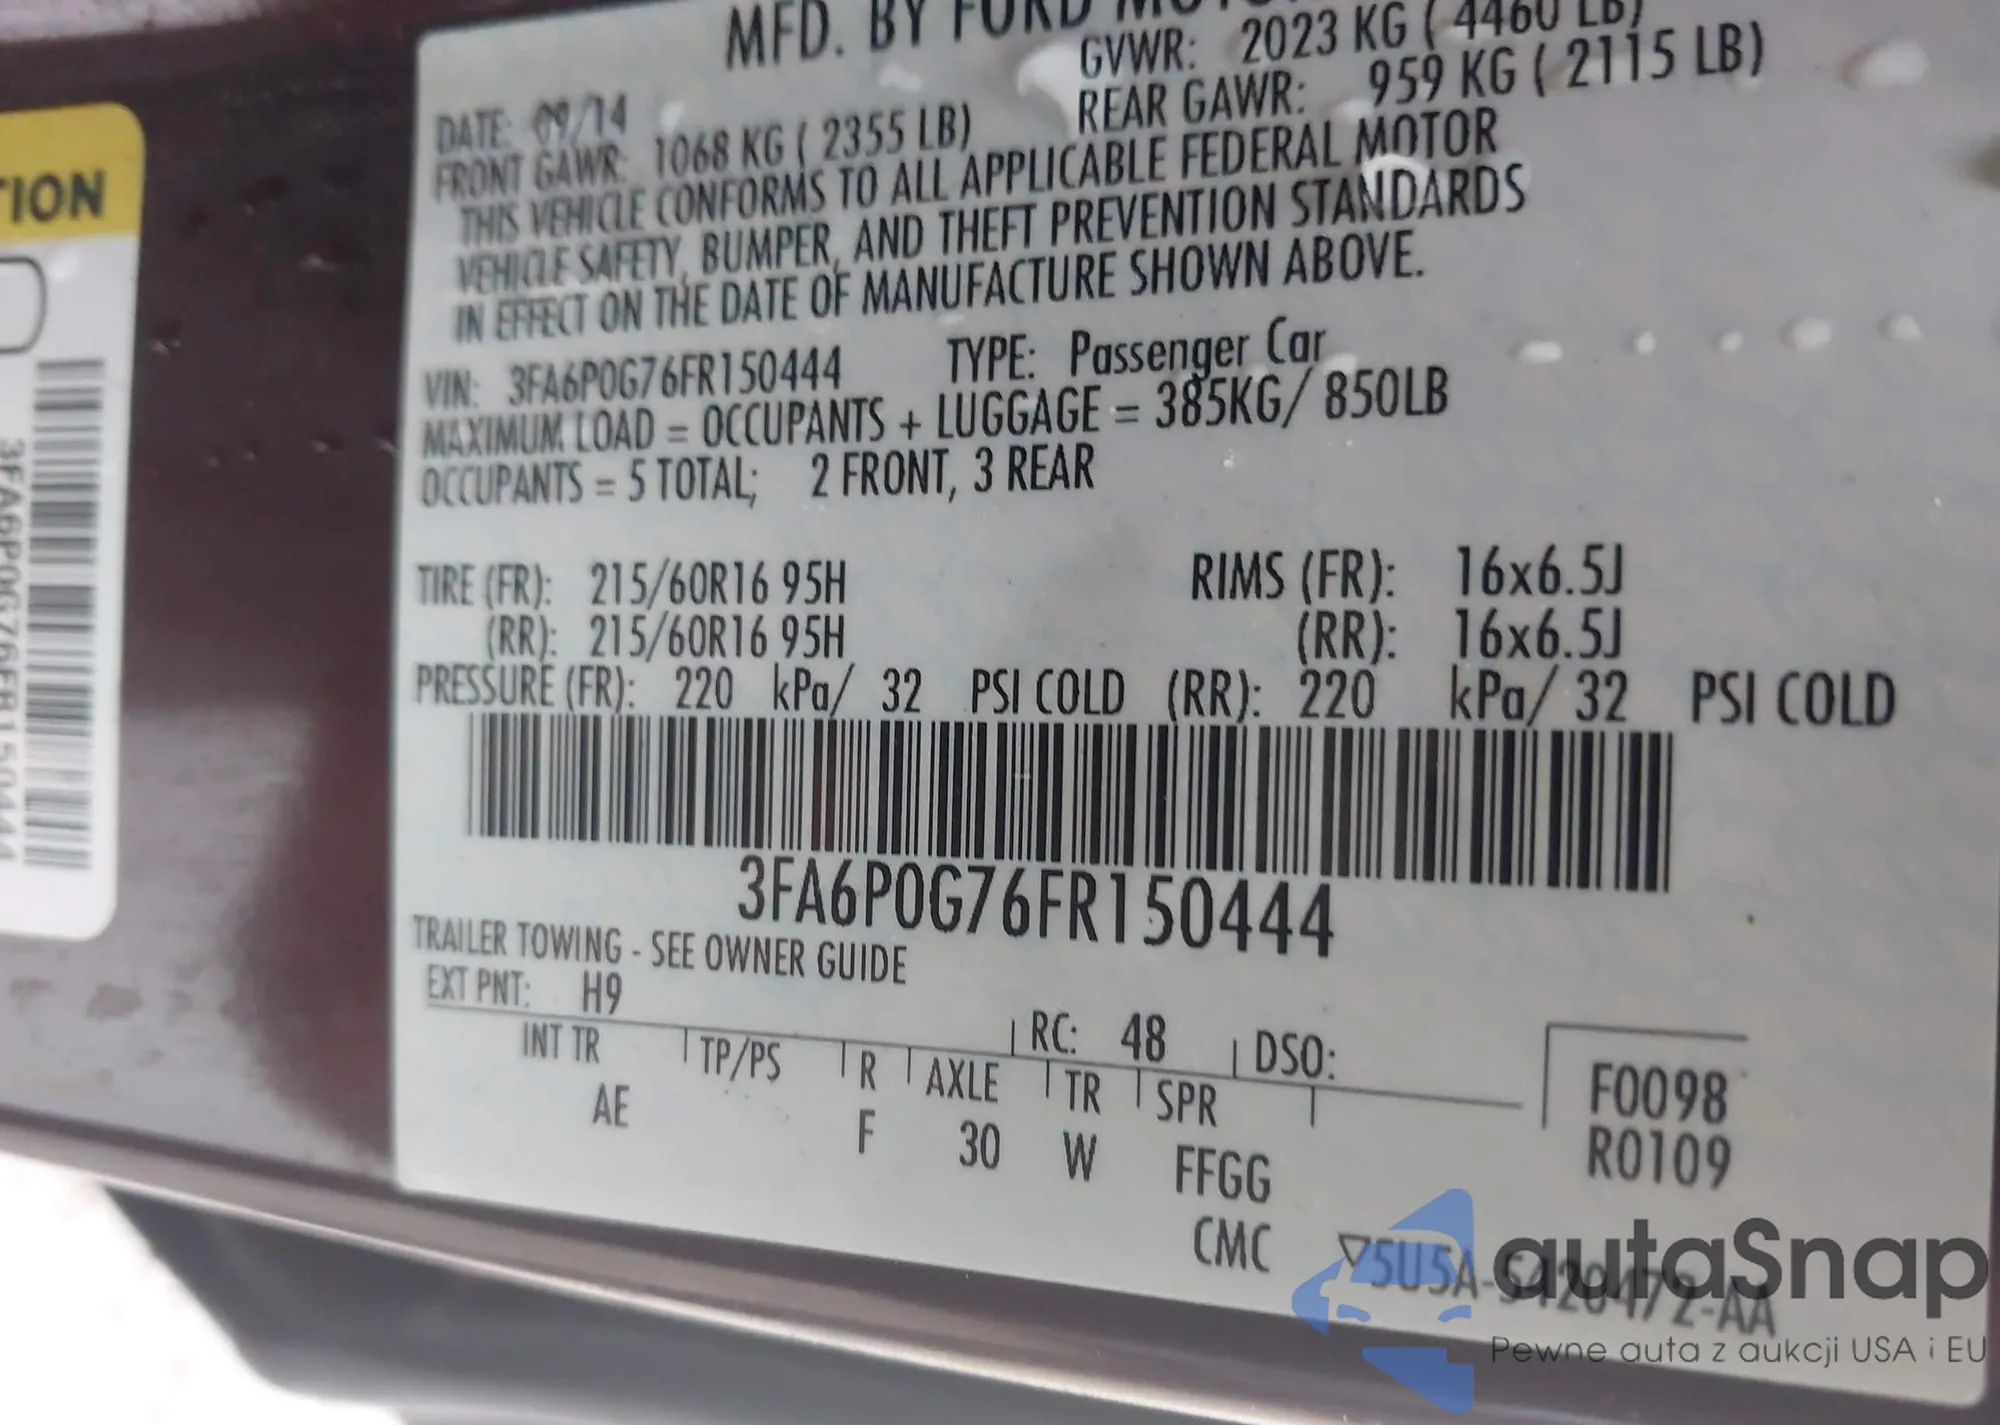 MFD. BY FORD
GVWR: 2023 KG ( 4460 LB)
DATE: 09/14
REAR GAWR: 959 KG ( 2115 LB)
FRONT GAWR: 1068 KG ( 2355 LB)
THIS VEHICLE CONFORMS TO ALL APPLICABLE FEDERAL MOTOR
VEHICLE SAFETY, BUMPER, AND THEFT PREVENTION STANDARDS
IN EFFECT ON THE DATE OF MANUFACTURE SHOWN ABOVE.
VIN: 3FA6P0G76FR150444 TYPE: Passenger Car
MAXIMUM LOAD = OCCUPANTS + LUGGAGE = 385KG/ 850LB
OCCUPANTS = 5 TOTAL; 2 FRONT, 3 REAR
TIRE (FR): 215/60R16 95H RIMS (FR): 16x6.5J
(RR): 215/60R16 95H (RR): 16x6.5J
PRESSURE (FR): 220 kPa/ 32 PSI COLD (RR): 220 kPa/ 32 PSI COLD
3FA6P0G76FR150444
TRAILER TOWING - SEE OWNER GUIDE
EXT PNT: H9 RC: 48 DSO:
INT TR TP/PS R AXLE TR SPR
AE F 30 W FFGG
CMC
F0098
R0109
▽5U5A-5420472-AA
TION
3FA6P0G76FR150444
autaSnap
Pewne auta z aukcji USA i EU